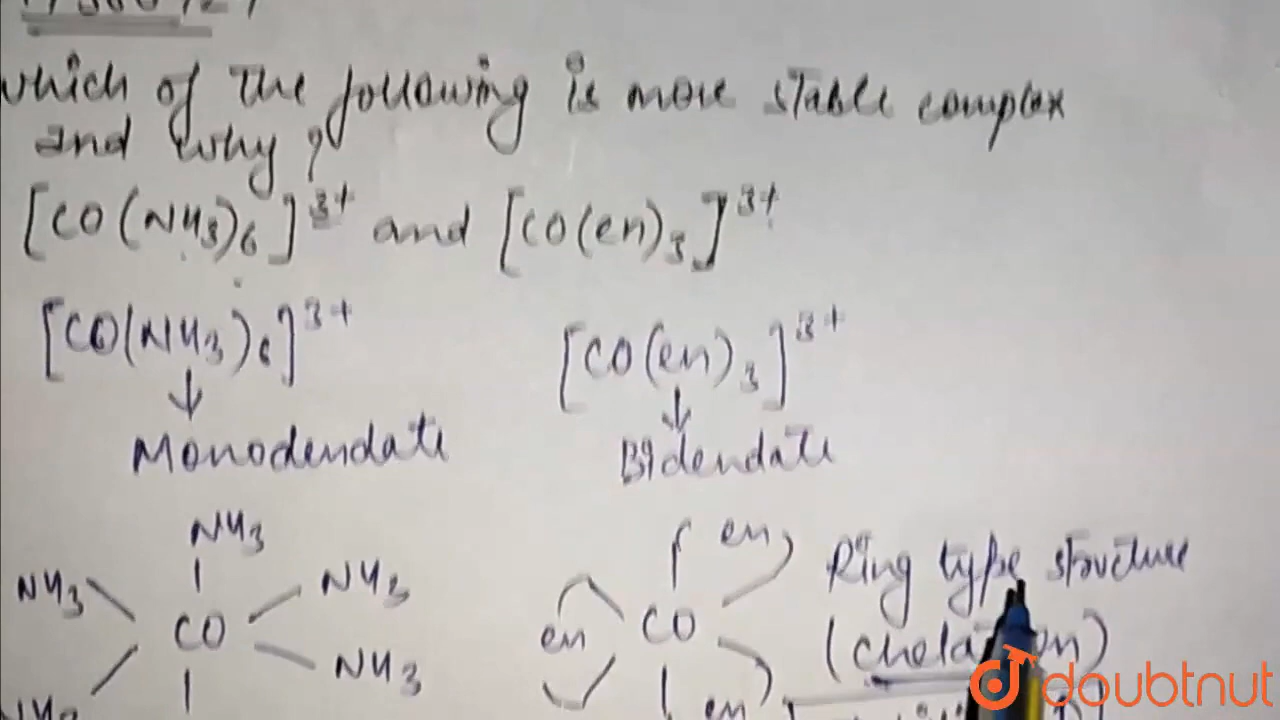 which of The following is more stable complex
and why?
[CO(NH3)6]3+ and [CO(en)3]3+
[CO(NH3)6]3+ [CO(en)3]3+
Monodendate Bidendate
NH3 en Ring type structure
NH3 NH3
CO en CO (chelation)
NH3 en
doubtnut